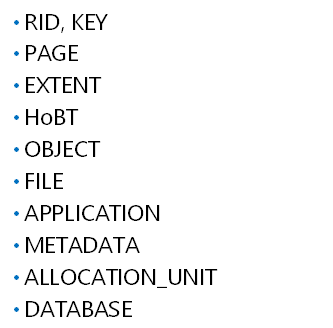 • RID, KEY
• PAGE
• EXTENT
• HoBT
• OBJECT
• FILE
• APPLICATION
• METADATA
• ALLOCATION_UNIT
• DATABASE